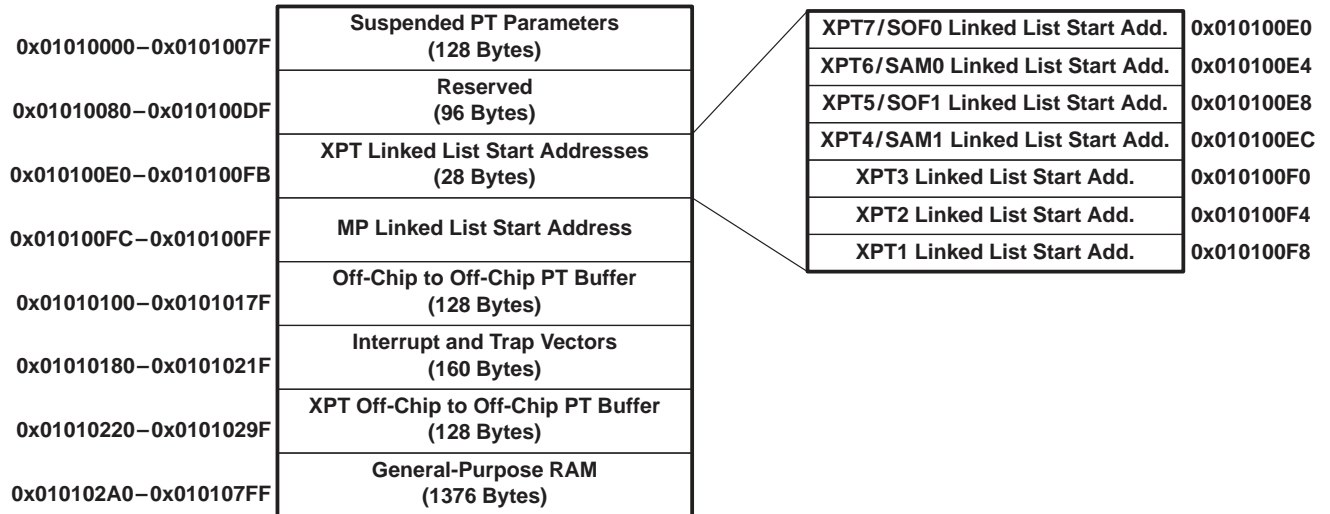 0x01010000–0x0101007F
Suspended PT Parameters
(128 Bytes)
0x01010080–0x010100DF
Reserved
(96 Bytes)
0x010100E0–0x010100FB
XPT Linked List Start Addresses
(28 Bytes)
0x010100FC–0x010100FF
MP Linked List Start Address
0x01010100–0x0101017F
Off-Chip to Off-Chip PT Buffer
(128 Bytes)
0x01010180–0x0101021F
Interrupt and Trap Vectors
(160 Bytes)
0x01010220–0x0101029F
XPT Off-Chip to Off-Chip PT Buffer
(128 Bytes)
0x010102A0–0x010107FF
General-Purpose RAM
(1376 Bytes)
XPT7/SOF0 Linked List Start Add. 0x010100E0
XPT6/SAM0 Linked List Start Add. 0x010100E4
XPT5/SOF1 Linked List Start Add. 0x010100E8
XPT4/SAM1 Linked List Start Add. 0x010100EC
XPT3 Linked List Start Add. 0x010100F0
XPT2 Linked List Start Add. 0x010100F4
XPT1 Linked List Start Add. 0x010100F8